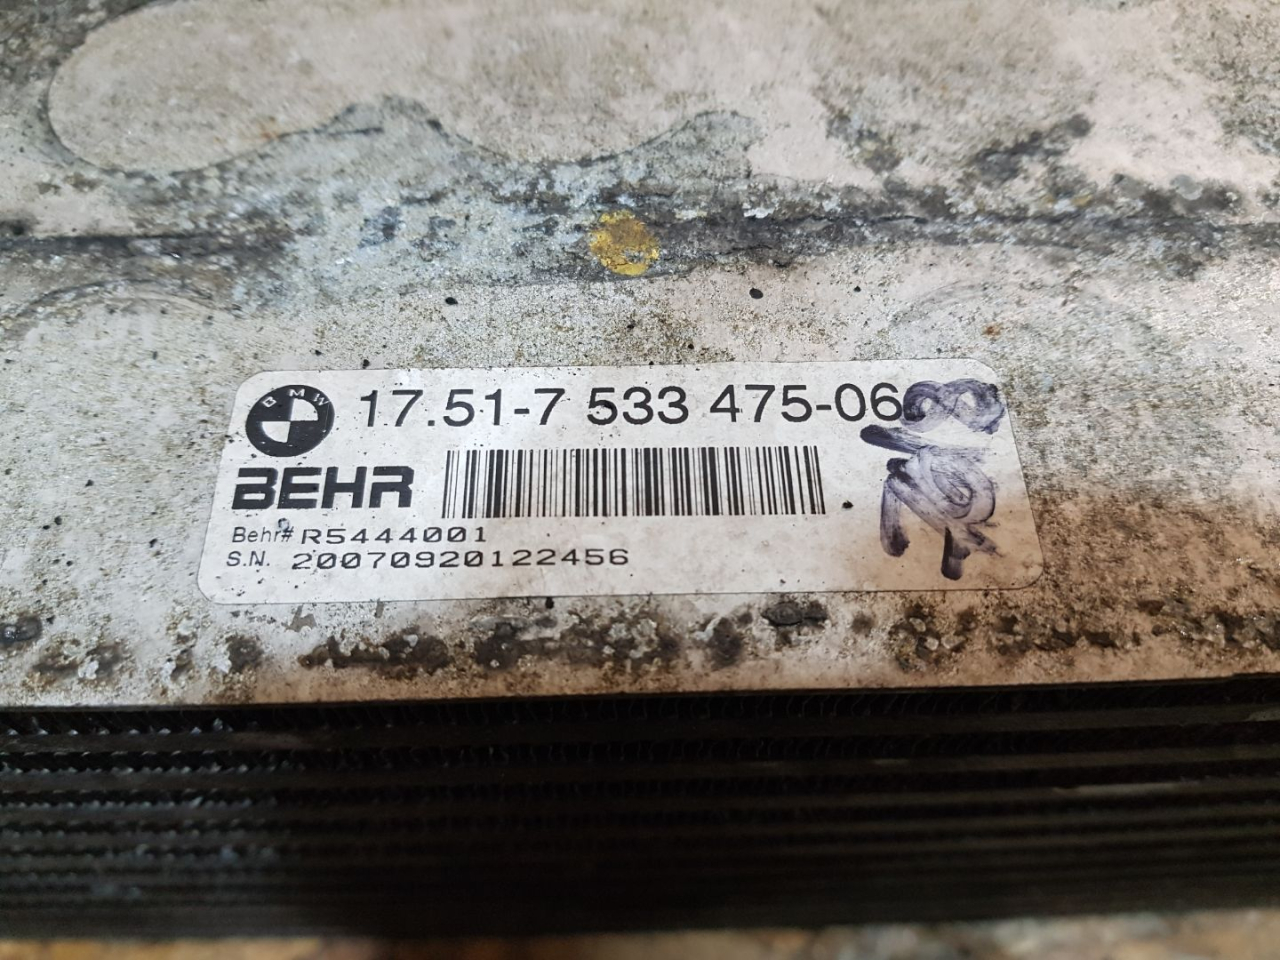 BMW
17.51-7 533 475-06
BEHR
Behr# R5444001
S.N. 20070920122456